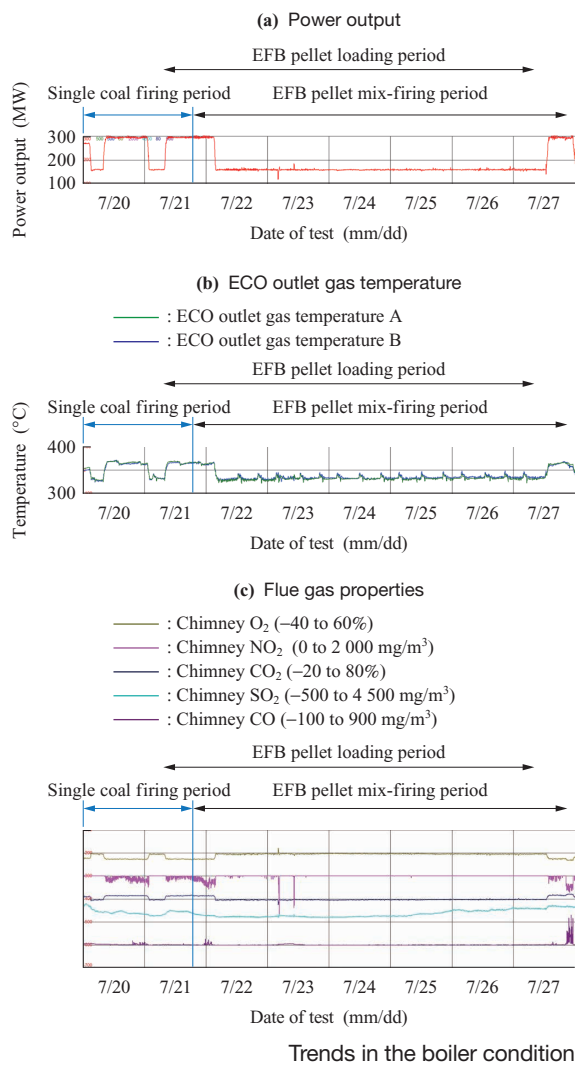 (a) Power output
EFB pellet loading period
Single coal firing period
EFB pellet mix-firing period
Power output (MW)
300
200
100
7/20 7/21 7/22 7/23 7/24 7/25 7/26 7/27
Date of test (mm/dd)
(b) ECO outlet gas temperature
: ECO outlet gas temperature A
: ECO outlet gas temperature B
EFB pellet loading period
Single coal firing period
EFB pellet mix-firing period
Temperature (°C)
400
300
7/20 7/21 7/22 7/23 7/24 7/25 7/26 7/27
Date of test (mm/dd)
(c) Flue gas properties
: Chimney O₂ (−40 to 60%)
: Chimney NO₂ (0 to 2 000 mg/m³)
: Chimney CO₂ (−20 to 80%)
: Chimney SO₂ (−500 to 4 500 mg/m³)
: Chimney CO (−100 to 900 mg/m³)
EFB pellet loading period
Single coal firing period
EFB pellet mix-firing period
7/20 7/21 7/22 7/23 7/24 7/25 7/26 7/27
Date of test (mm/dd)
Trends in the boiler condition